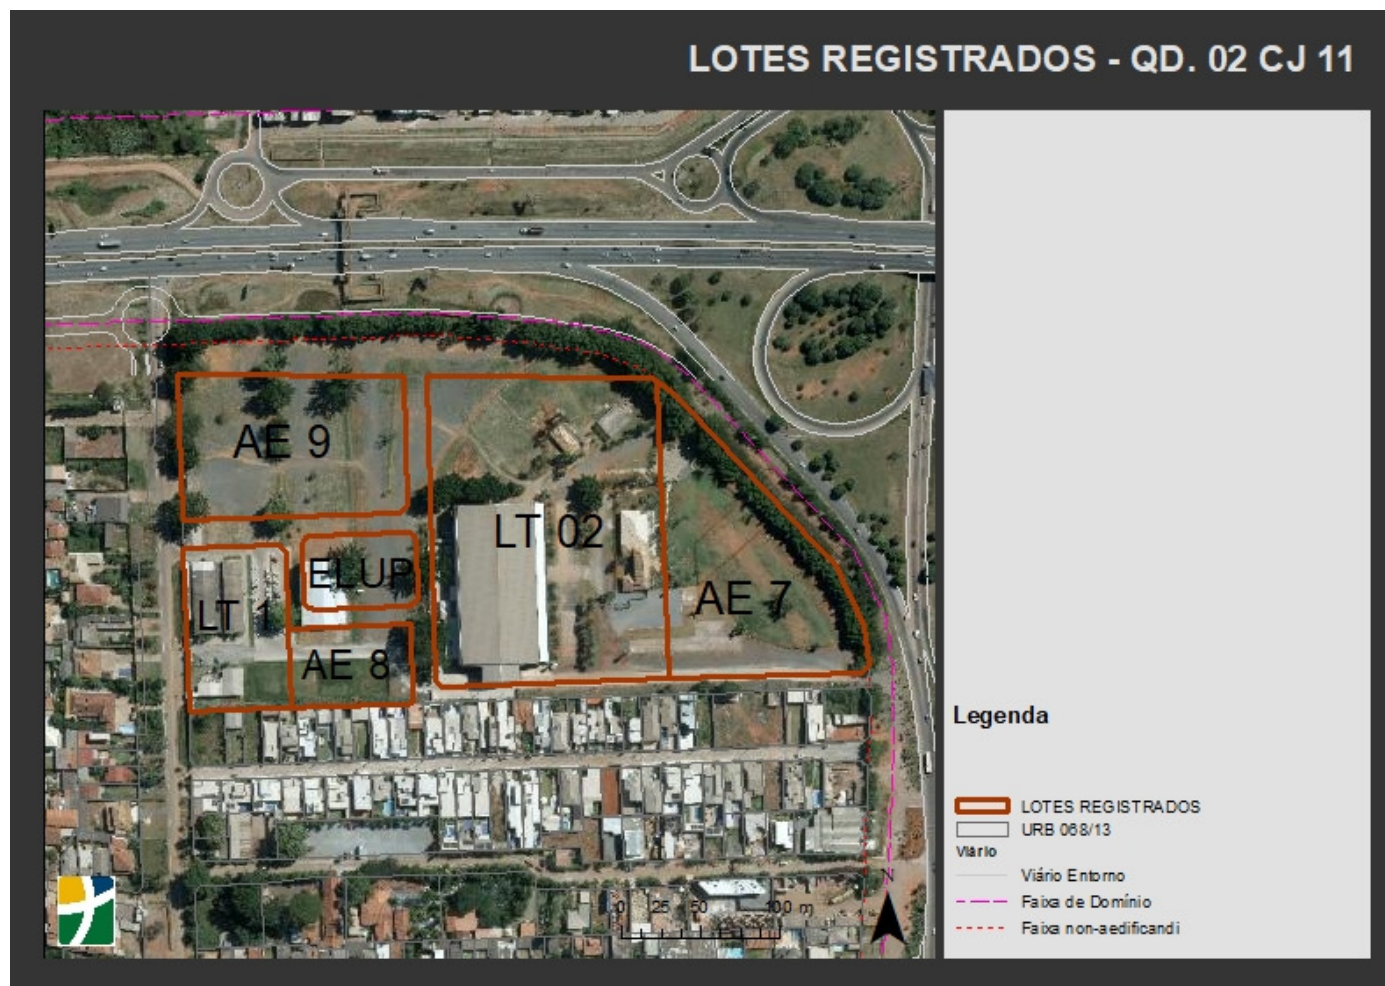 LOTES REGISTRADOS - QD. 02 CJ 11
AE 9
LT 02
ELUP
LT 1
AE 7
AE 8
Legenda
LOTES REGISTRADOS
URB 068/13
Viário
Viário Entorno
Faixa de Domínio
Faixa non-aedificandi
N
0 25 50 100 m